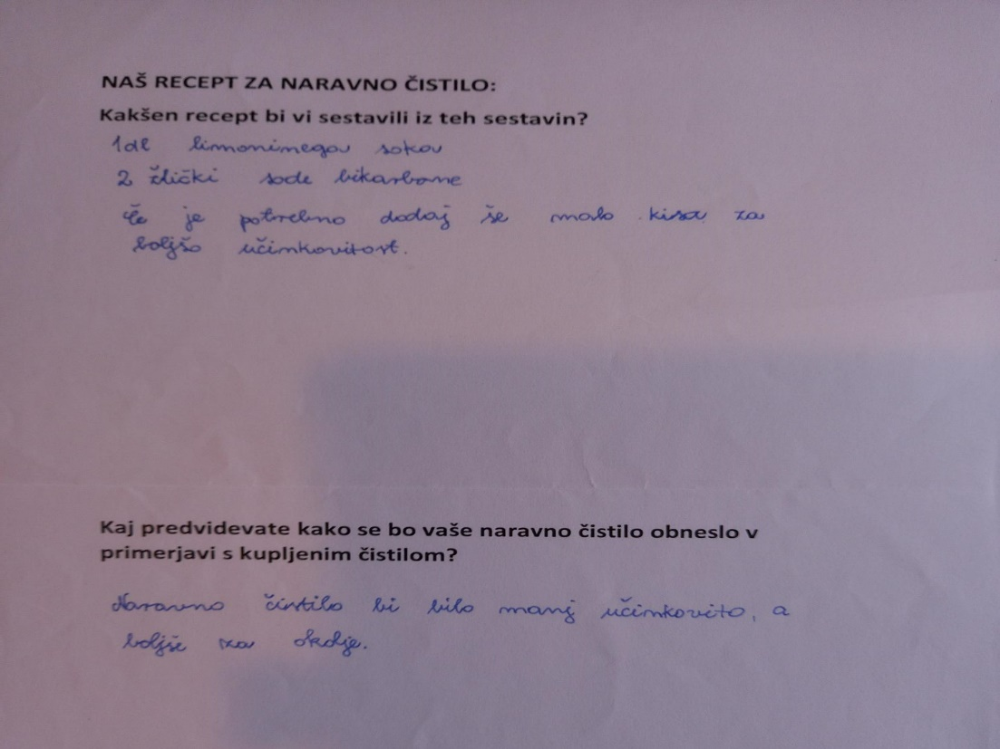 NAŠ RECEPT ZA NARAVNO ČISTILO:
Kakšen recept bi vi sestavili iz teh sestavin?
1dl limoninega soka
2 žlički sode bikarbone
Če je potrebno dodaj še malo kisa za
boljšo učinkovitost.
Kaj predvidevate kako se bo vaše naravno čistilo obneslo v
primerjavi s kupljenim čistilom?
Naravno čistilo bi bilo manj učinkovito, a
boljše za okolje.